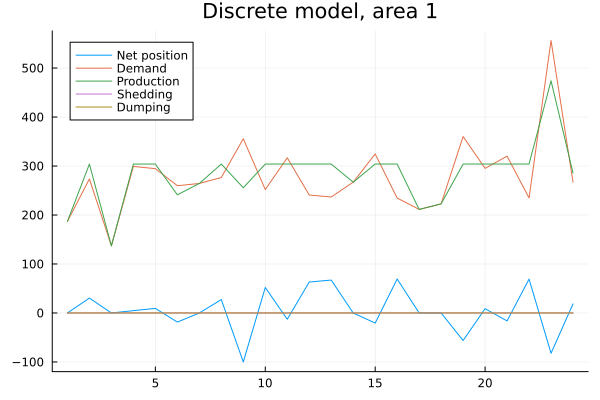 Discrete model, area 1
Net position
Demand
Production
Shedding
Dumping
500
400
300
200
100
0
−100
5
10
15
20